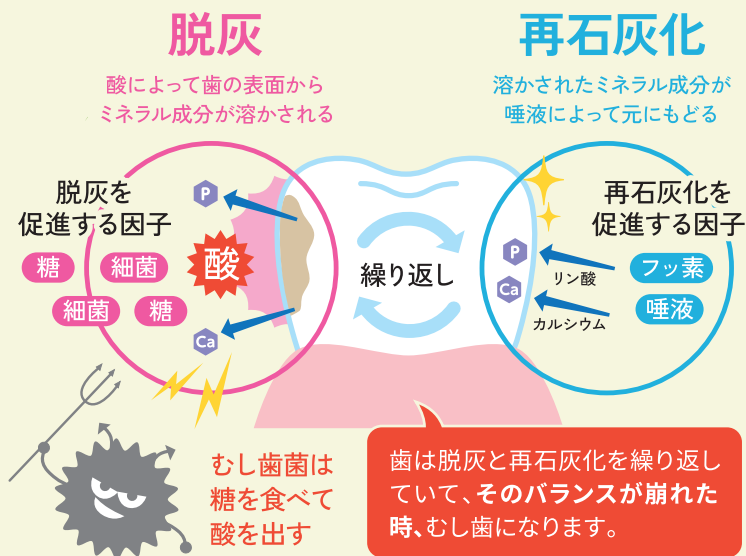 脱灰
酸によって歯の表面から
ミネラル成分が溶かされる
再石灰化
溶かされたミネラル成分が
唾液によって元にもどる
脱灰を
促進する因子
糖
細菌
細菌
糖
P
酸
Ca
繰り返し
再石灰化を
促進する因子
P
リン酸
フッ素
Ca
カルシウム
唾液
むし歯菌は
糖を食べて
酸を出す
歯は脱灰と再石灰化を繰り返し
ていて、そのバランスが崩れた
時、むし歯になります。